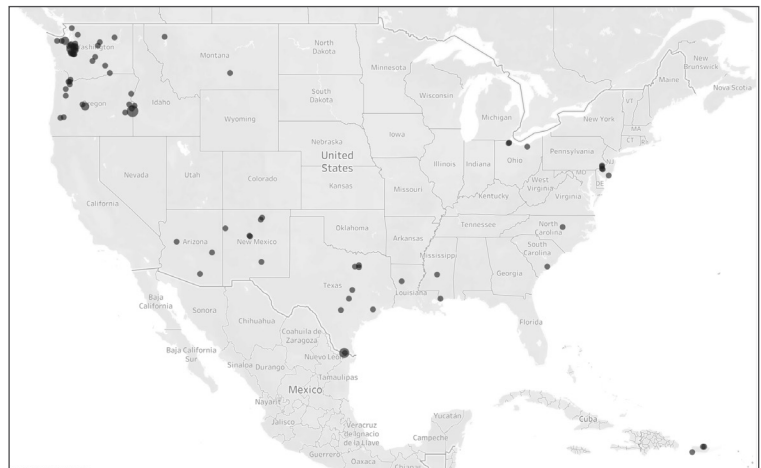 Washington
Montana
North
Dakota
Minnesota
Maine
New
Brunswick
Nova Scotia
Oregon
Idaho
South
Dakota
Wisconsin
Michigan
VT
New York
MA
CT
Wyoming
Iowa
Nebraska
United
States
Nevada
Utah
Colorado
Kansas
Missouri
Illinois
Indiana
Ohio
Pennsylvania
NJ
MD
DE
West
Virginia
Virginia
Kentucky
California
Arizona
New Mexico
Oklahoma
Arkansas
Tennessee
North
Carolina
South
Carolina
Mississippi
Georgia
Texas
Louisiana
Florida
Baja
California
Sonora
Chihuahua
Coahuila de
Zaragoza
Baja California
Sur
Sinaloa
Durango
Nuevo León
Tamaulipas
Mexico
Nayarit
Jalisco
Veracruz
de Ignacio
de la Llave
Yucatán
Campeche
Guerrero
Oaxaca
Chiapas
Cuba